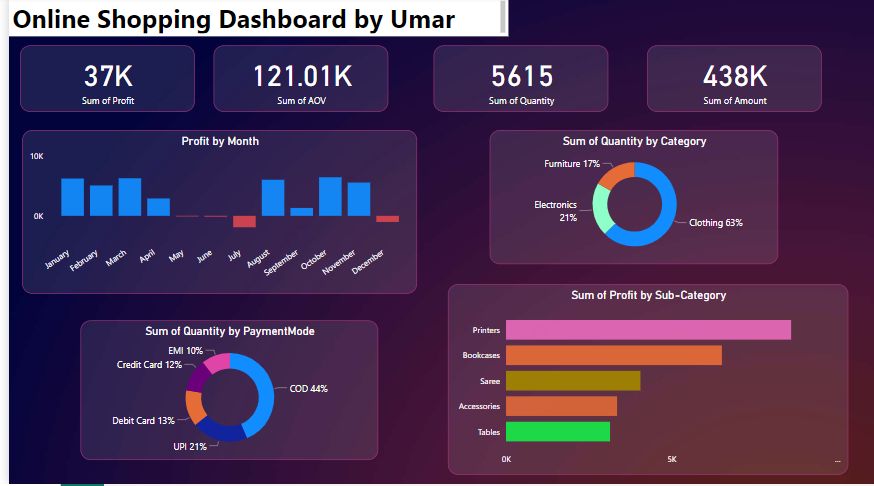 Online Shopping Dashboard by Umar
37K
Sum of Profit
121.01K
Sum of AOV
5615
Sum of Quantity
438K
Sum of Amount
Profit by Month
10K
0K
January
February
March
April
May
June
July
August
September
October
November
December
Sum of Quantity by Category
Furniture 17%
Electronics
21%
Clothing 63%
Sum of Quantity by PaymentMode
EMI 10%
Credit Card 12%
COD 44%
Debit Card 13%
UPI 21%
Sum of Profit by Sub-Category
Printers
Bookcases
Saree
Accessories
Tables
0K
5K
...